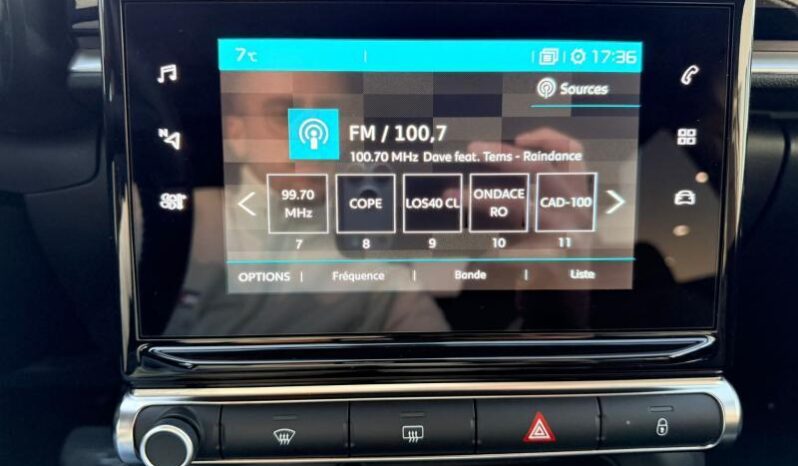 7°C 17:36
Sources
FM / 100,7
100.70 MHz Dave feat. Tems - Raindance
99.70 MHz COPE LOS40 CL ONDACE RO CAD-100
7 8 9 10 11
OPTIONS Fréquence Bande Liste
N